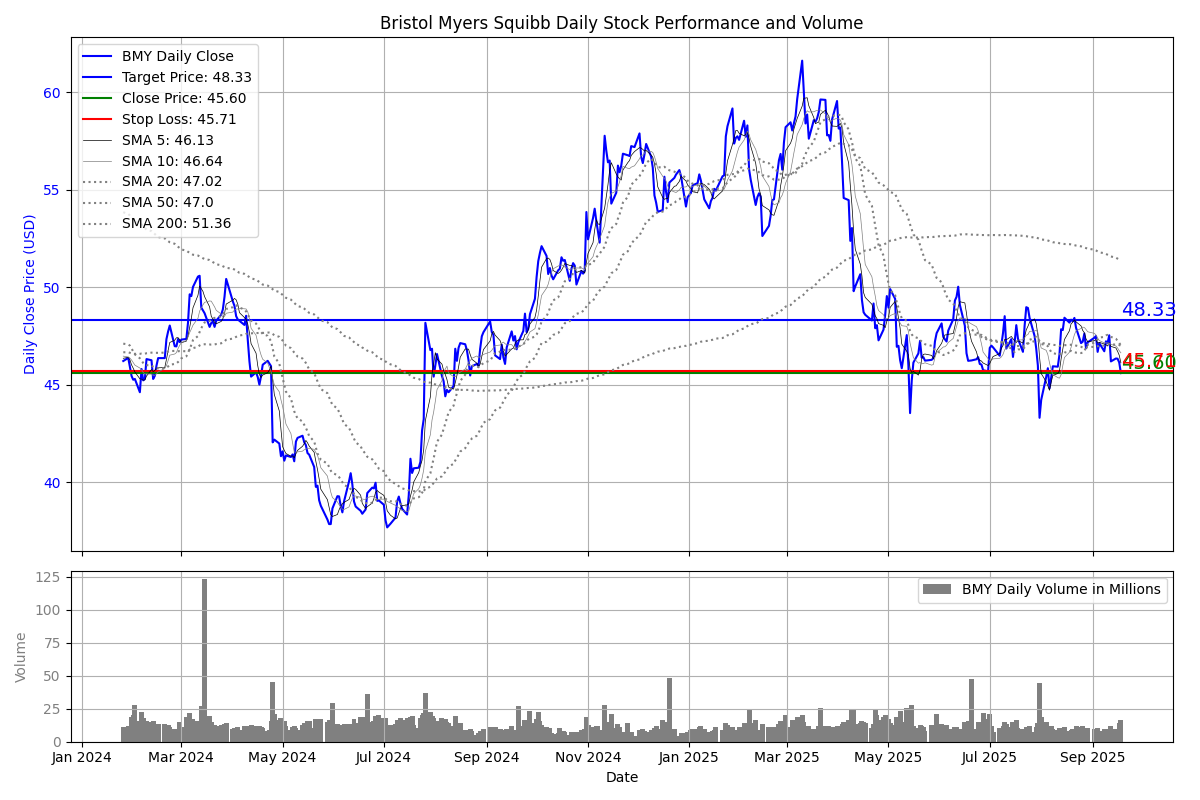 Bristol Myers Squibb Daily Stock Performance and Volume
BMY Daily Close
Target Price: 48.33
Close Price: 45.60
Stop Loss: 45.71
SMA 5: 46.13
SMA 10: 46.64
SMA 20: 47.02
SMA 50: 47.0
SMA 200: 51.36
Daily Close Price (USD)
60
55
50
45
40
48.33
45.71
45.60
BMY Daily Volume in Millions
Volume
125
100
75
50
25
0
Jan 2024
Mar 2024
May 2024
Jul 2024
Sep 2024
Nov 2024
Jan 2025
Mar 2025
May 2025
Jul 2025
Sep 2025
Date